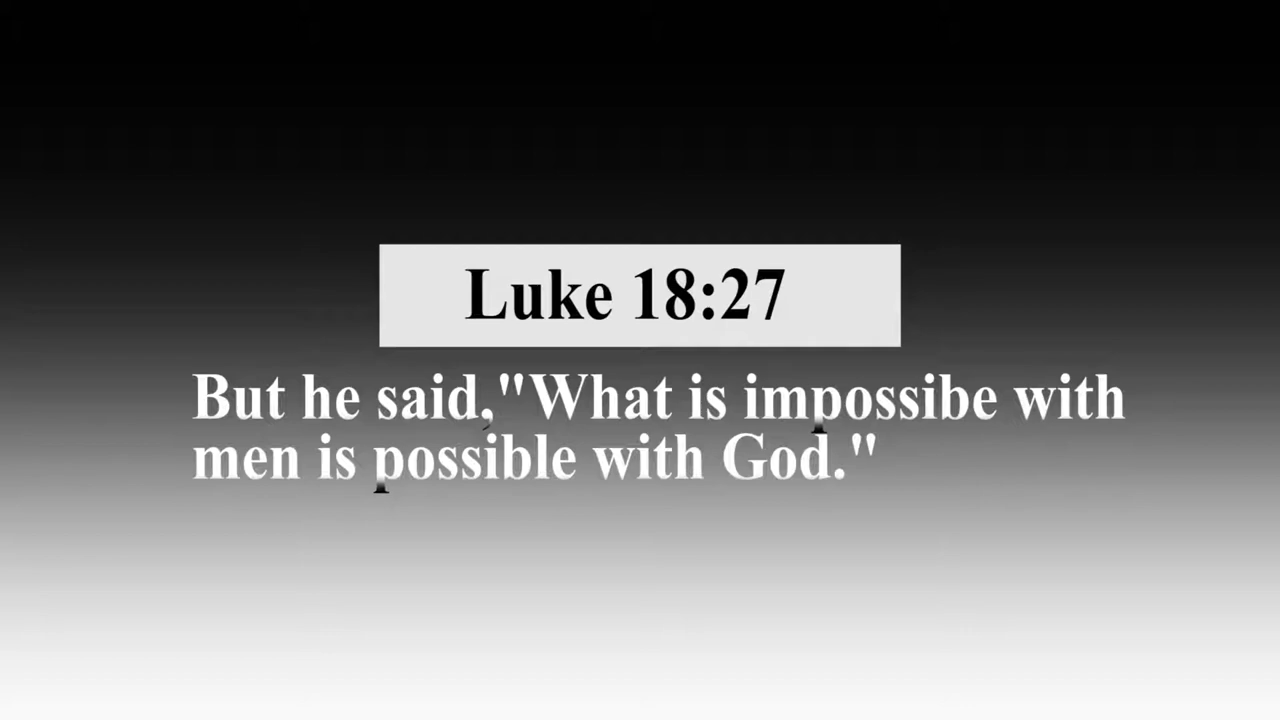 Luke 18:27
But he said,"What is impossibe with
men is possible with God."